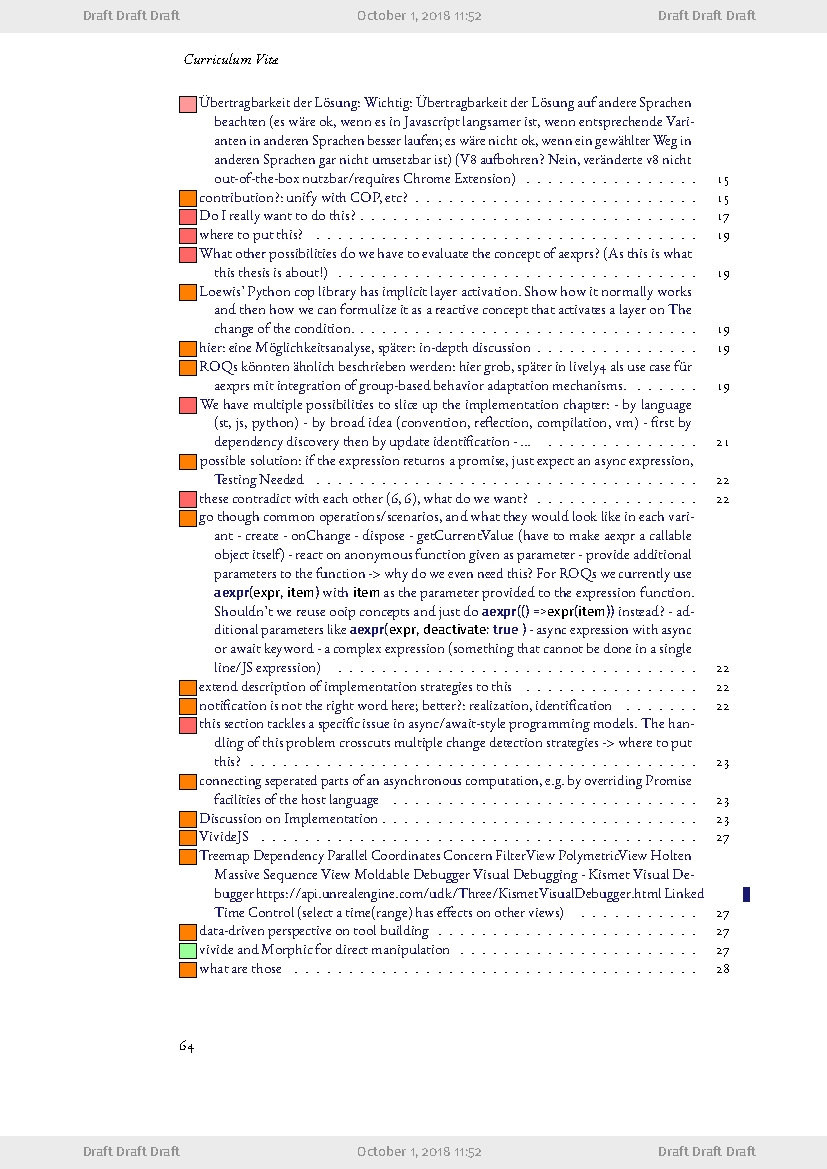 Draft Draft Draft October 1, 2018 11:52 Draft Draft Draft
Curriculum Vitæ
Übertragbarkeit der Lösung: Wichtig: Übertragbarkeit der Lösung auf andere Sprachen
beachten (es wäre ok, wenn es in Javascript langsamer ist, wenn entsprechende Vari-
anten in anderen Sprachen besser laufen; es wäre nicht ok, wenn ein gewählter Weg in
anderen Sprachen gar nicht umsetzbar ist) (V8 aufbohren? Nein, veränderte v8 nicht
out-of-the-box nutzbar/requires Chrome Extension) . . . . . . . . . . . . . . . . 15
contribution?: unify with COP, etc? . . . . . . . . . . . . . . . . . . . . . . . . . . 15
Do I really want to do this? . . . . . . . . . . . . . . . . . . . . . . . . . . . . . . . 17
where to put this? . . . . . . . . . . . . . . . . . . . . . . . . . . . . . . . . . . . 19
What other possibilities do we have to evaluate the concept of aexprs? (As this is what
this thesis is about!) . . . . . . . . . . . . . . . . . . . . . . . . . . . . . . . . . 19
Loewis' Python cop library has implicit layer activation. Show how it normally works
and then how we can formulize it as a reactive concept that activates a layer on The
change of the condition. . . . . . . . . . . . . . . . . . . . . . . . . . . . . . . . 19
hier: eine Möglichkeitsanalyse, später: in-depth discussion . . . . . . . . . . . . . . . 19
ROQs könnten ähnlich beschrieben werden: hier grob, später in lively4 als use case für
aexprs mit integration of group-based behavior adaptation mechanisms. . . . . . . 19
We have multiple possibilities to slice up the implementation chapter: - by language
(st, js, python) - by broad idea (convention, reflection, compilation, vm) - first by
dependency discovery then by update identification - ... . . . . . . . . . . . . . . 21
possible solution: if the expression returns a promise, just expect an async expression,
Testing Needed . . . . . . . . . . . . . . . . . . . . . . . . . . . . . . . . . . . 22
these contradict with each other (6, 6), what do we want? . . . . . . . . . . . . . . . 22
go though common operations/scenarios, and what they would look like in each vari-
ant - create - onChange - dispose - getCurrentValue (have to make aexpr a callable
object itself) - react on anonymous function given as parameter - provide additional
parameters to the function -> why do we even need this? For ROQs we currently use
aexpr(expr, item) with item as the parameter provided to the expression function.
Shouldn't we reuse ooip concepts and just do aexpr(() =>expr(item)) instead? - ad-
ditional parameters like aexpr(expr, deactivate: true ) - async expression with async
or await keyword - a complex expression (something that cannot be done in a single
line/JS expression) . . . . . . . . . . . . . . . . . . . . . . . . . . . . . . . . . 22
extend description of implementation strategies to this . . . . . . . . . . . . . . . . 22
notification is not the right word here; better?: realization, identification . . . . . . . 22
this section tackles a specific issue in async/await-style programming models. The han-
dling of this problem crosscuts multiple change detection strategies -> where to put
this? . . . . . . . . . . . . . . . . . . . . . . . . . . . . . . . . . . . . . . . . . 23
connecting seperated parts of an asynchronous computation, e.g. by overriding Promise
facilities of the host language . . . . . . . . . . . . . . . . . . . . . . . . . . . . 23
Discussion on Implementation . . . . . . . . . . . . . . . . . . . . . . . . . . . . . 23
VivideJS . . . . . . . . . . . . . . . . . . . . . . . . . . . . . . . . . . . . . . . . 27
Treemap Dependency Parallel Coordinates Concern FilterView PolymetricView Holten
Massive Sequence View Moldable Debugger Visual Debugging - Kismet Visual De-
bugger https://api.unrealengine.com/udk/Three/KismetVisualDebugger.html Linked
Time Control (select a time(range) has effects on other views) . . . . . . . . . . . 27
data-driven perspective on tool building . . . . . . . . . . . . . . . . . . . . . . . . 27
vivide and Morphic for direct manipulation . . . . . . . . . . . . . . . . . . . . . . 27
what are those . . . . . . . . . . . . . . . . . . . . . . . . . . . . . . . . . . . . . 28
64
Draft Draft Draft October 1, 2018 11:52 Draft Draft Draft